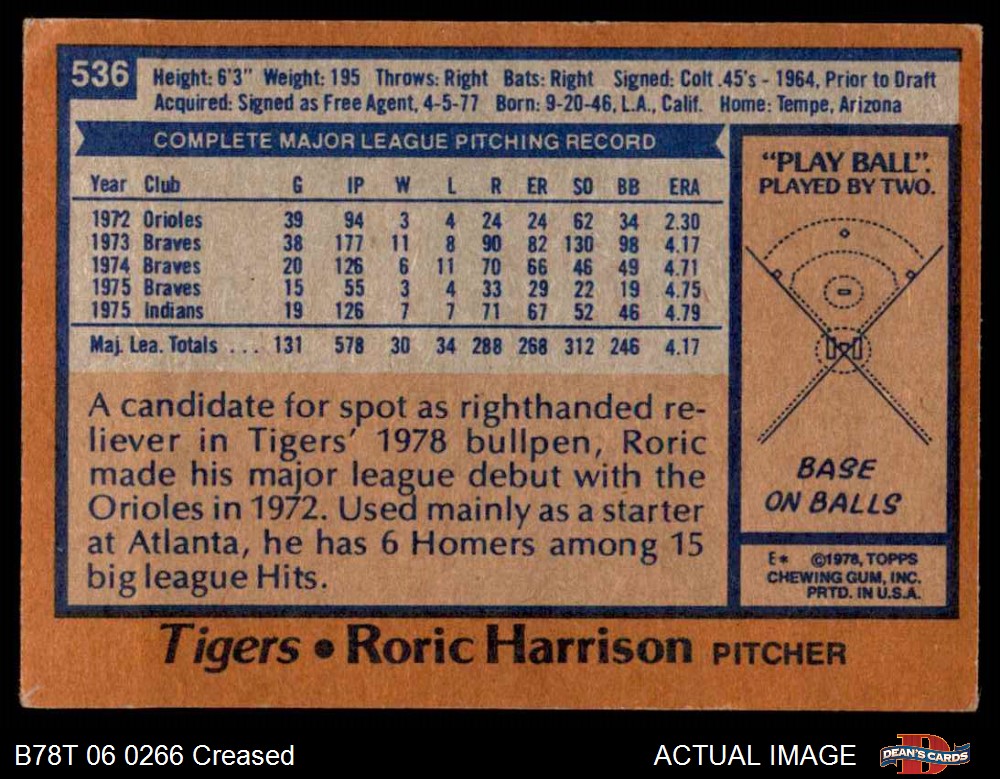 536
Height: 6'3" Weight: 195 Throws: Right Bats: Right Signed: Colt .45's - 1964, Prior to Draft
Acquired: Signed as Free Agent, 4-5-77 Born: 9-20-46, L.A., Calif. Home: Tempe, Arizona
COMPLETE MAJOR LEAGUE PITCHING RECORD
Year Club G IP W L R ER SO BB ERA
1972 Orioles 39 94 3 4 24 24 62 34 2.30
1973 Braves 38 177 11 8 90 82 130 98 4.17
1974 Braves 20 126 6 11 70 66 46 49 4.71
1975 Braves 15 55 3 4 33 29 22 19 4.75
1975 Indians 19 126 7 7 71 67 52 46 4.79
Maj. Lea. Totals ... 131 578 30 34 288 268 312 246 4.17
A candidate for spot as righthanded re-
liever in Tigers' 1978 bullpen, Roric
made his major league debut with the
Orioles in 1972. Used mainly as a starter
at Atlanta, he has 6 Homers among 15
big league Hits.
"PLAY BALL".
PLAYED BY TWO.
BASE
ON BALLS
E* ©1978, TOPPS
CHEWING GUM, INC.
PRTD. IN U.S.A.
Tigers • Roric Harrison PITCHER
B78T 06 0266 Creased
ACTUAL IMAGE
DEAN'S CARDS